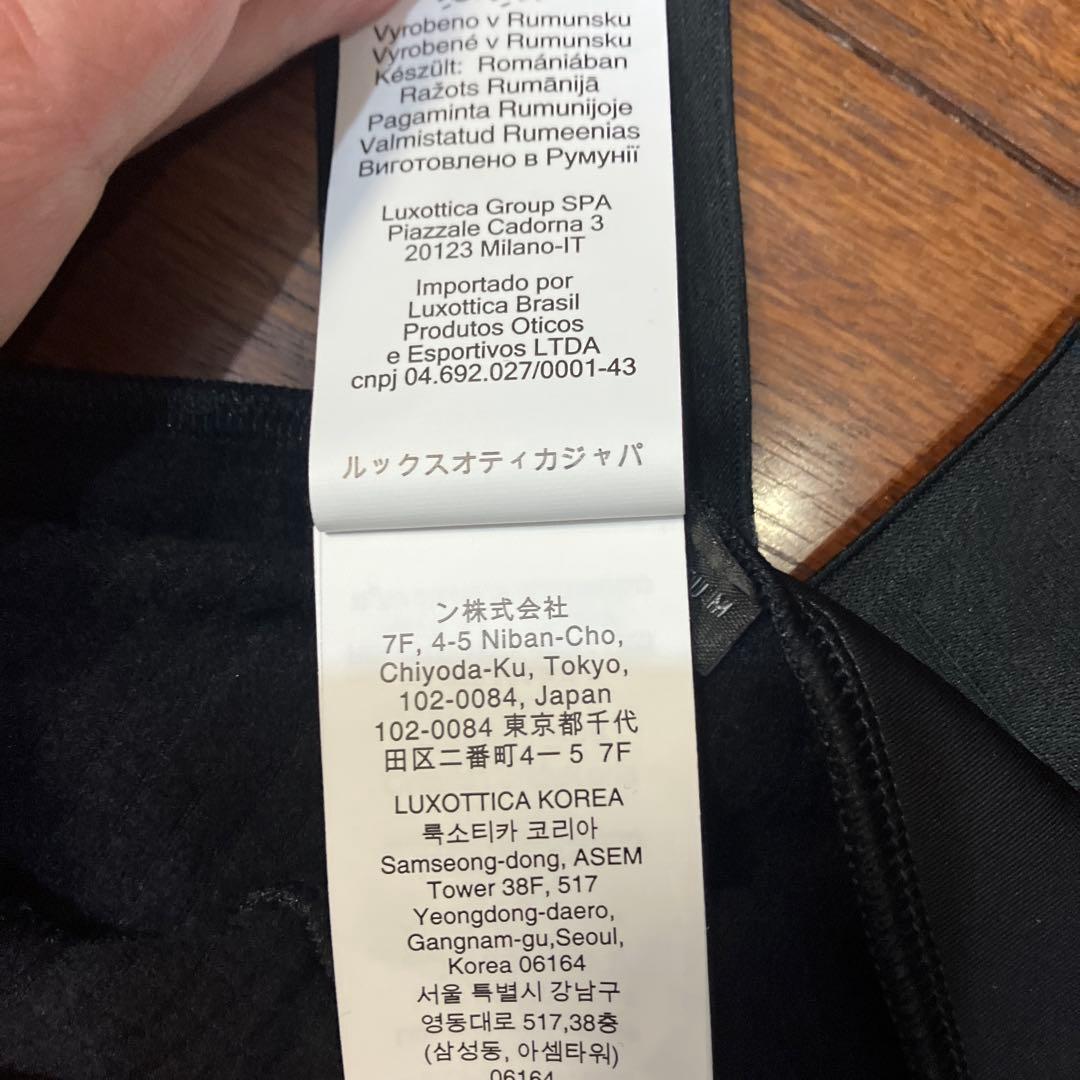 Vyrobeno v Rumunsku
Vyrobené v Rumunsku
Készült: Romániában
Ražots Rumānijā
Pagaminta Rumunijoje
Valmistatud Rumeenias
Виготовлено в Румунії
Luxottica Group SPA
Piazzale Cadorna 3
20123 Milano-IT
Importado por
Luxottica Brasil
Produtos Oticos
e Esportivos LTDA
cnpj 04.692.027/0001-43
ルックスオティカジャパ
ン株式会社
7F, 4-5 Niban-Cho,
Chiyoda-Ku, Tokyo,
102-0084, Japan
102-0084 東京都千代
田区二番町4ー5 7F
LUXOTTICA KOREA
룩소티카 코리아
Samseong-dong, ASEM
Tower 38F, 517
Yeongdong-daero,
Gangnam-gu,Seoul,
Korea 06164
서울 특별시 강남구
영동대로 517,38층
(삼성동, 아셈타워)
06164